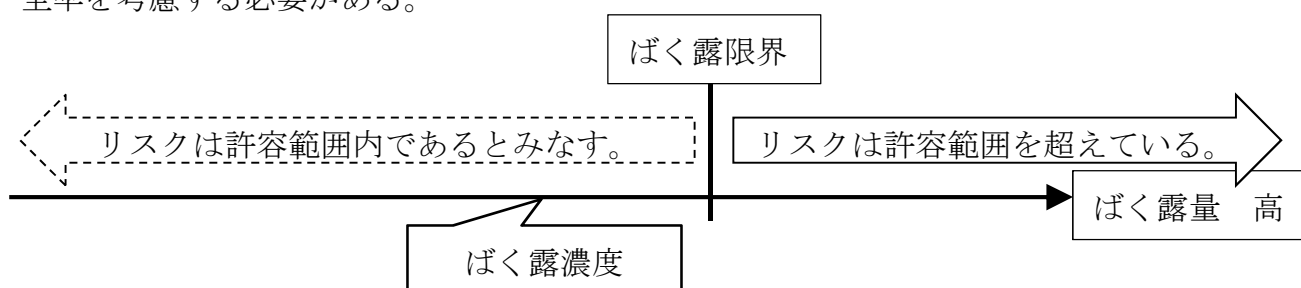 を考慮する必要がある。
ばく露限界
リスクは許容範囲内であるとみなす。
リスクは許容範囲を超えている。
ばく露量　高
ばく露濃度